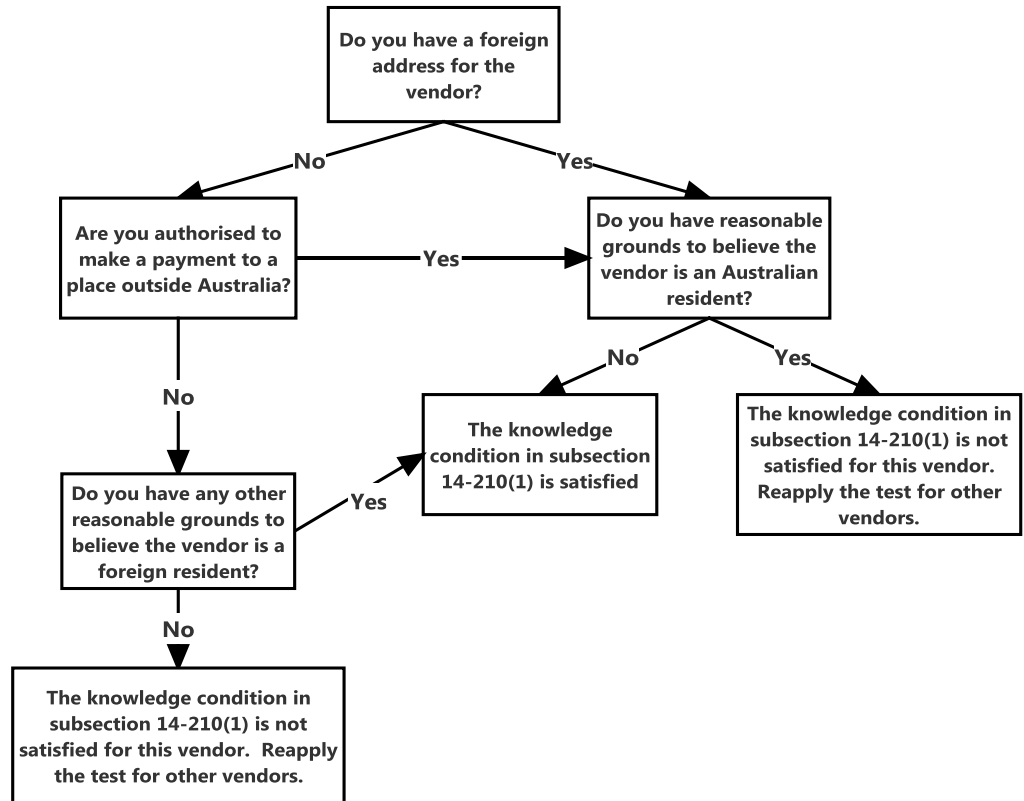 Do you have a foreign
address for the
vendor?
No
Yes
Are you authorised to
make a payment to a
place outside Australia?
Yes
Do you have reasonable
grounds to believe the
vendor is an Australian
resident?
No
No
Yes
The knowledge
condition in subsection
14-210(1) is satisfied
The knowledge condition in
subsection 14-210(1) is not
satisfied for this vendor.
Reapply the test for other
vendors.
Do you have any other
reasonable grounds to
believe the vendor is a
foreign resident?
Yes
No
The knowledge condition in
subsection 14-210(1) is not
satisfied for this vendor.  Reapply
the test for other vendors.